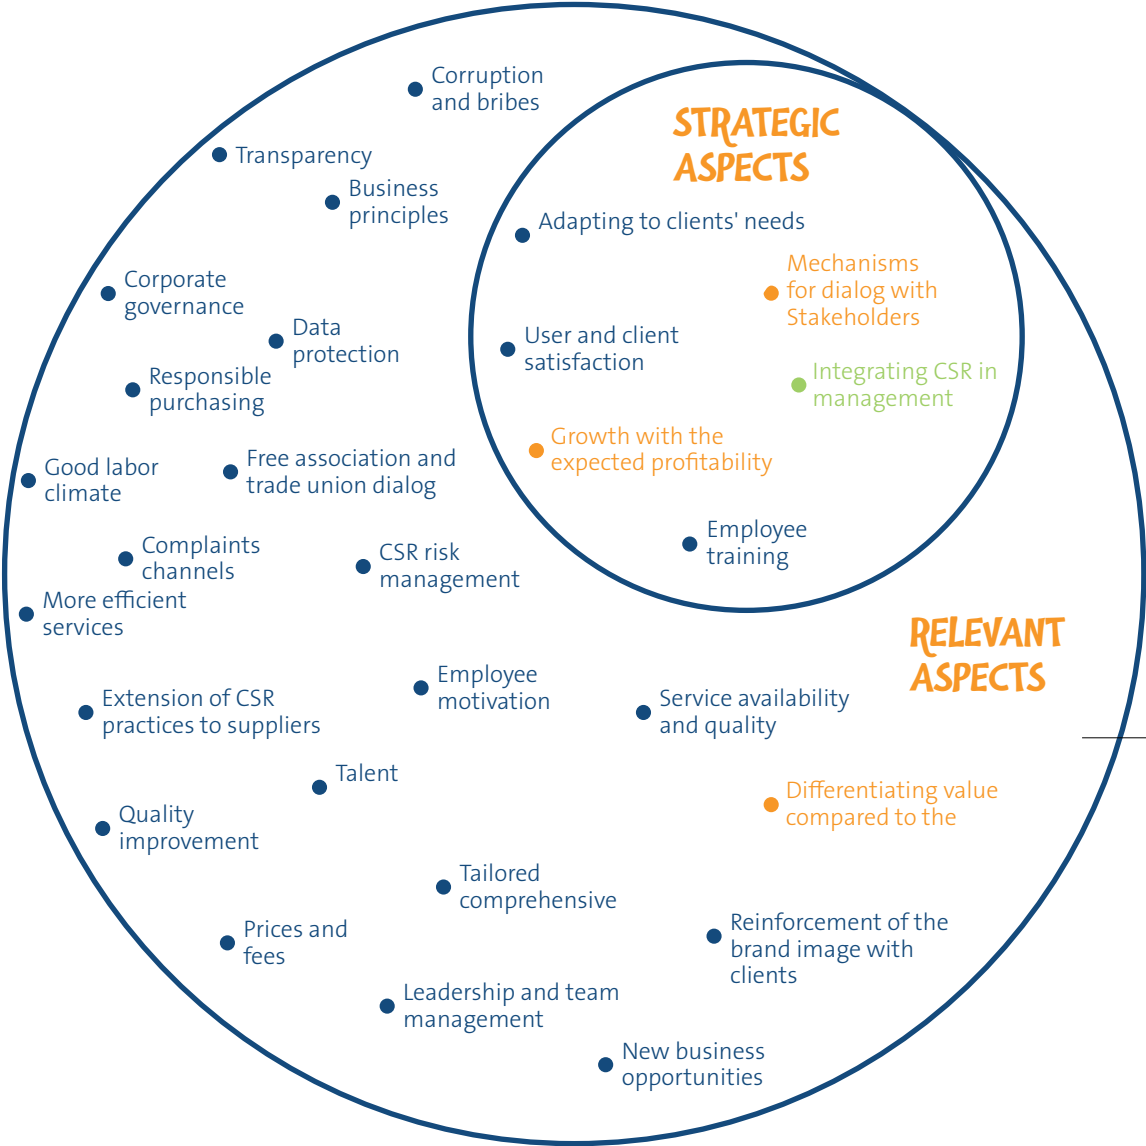 Corruption
and bribes
STRATEGIC
ASPECTS
Transparency
Business
principles
Adapting to clients' needs
Mechanisms
for dialog with
Stakeholders
Corporate
governance
Data
protection
User and client
satisfaction
Responsible
purchasing
Integrating CSR in
management
Growth with the
expected profitability
Good labor
climate
Free association and
trade union dialog
Employee
training
Complaints
channels
CSR risk
management
More efficient
services
RELEVANT
ASPECTS
Employee
motivation
Extension of CSR
practices to suppliers
Service availability
and quality
Talent
Differentiating value
compared to the
Quality
improvement
Tailored
comprehensive
Prices and
fees
Reinforcement of the
brand image with
clients
Leadership and team
management
New business
opportunities